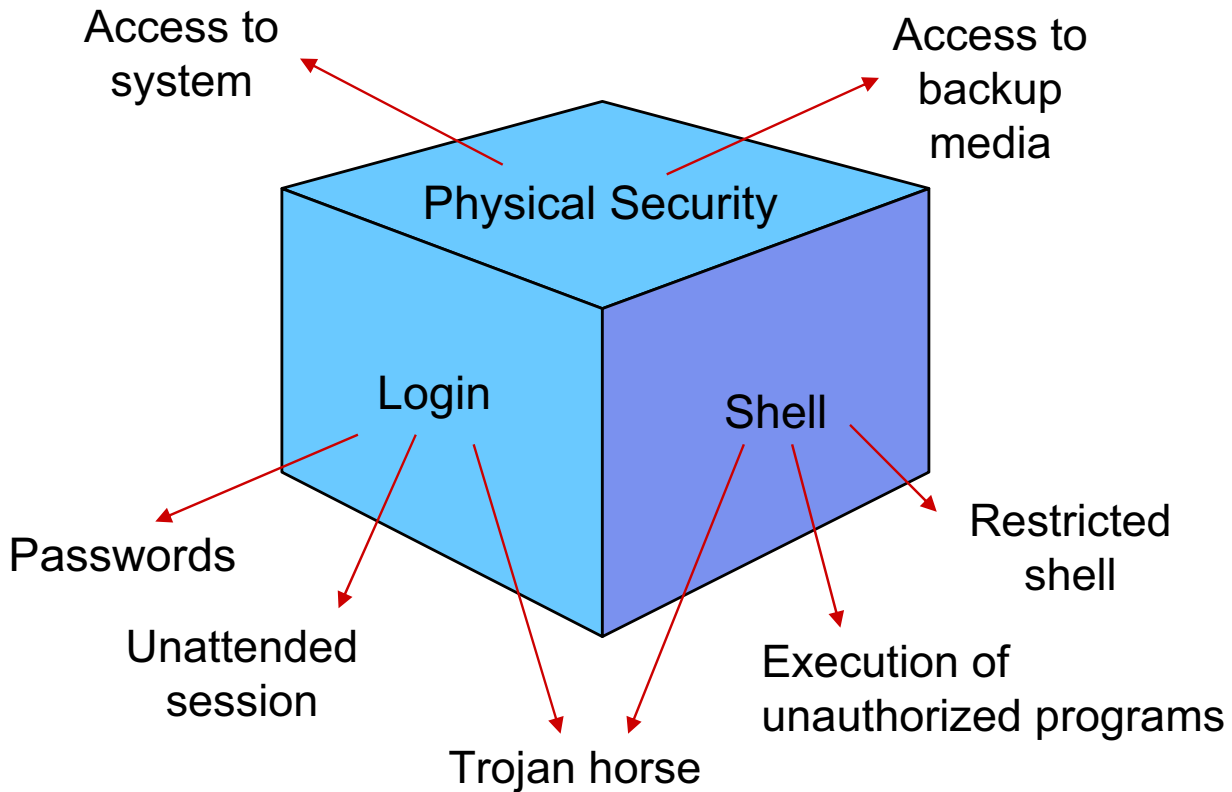 Access to
system
Access to
backup
media
Physical Security
Login
Shell
Passwords
Restricted
shell
Unattended
session
Execution of
unauthorized programs
Trojan horse